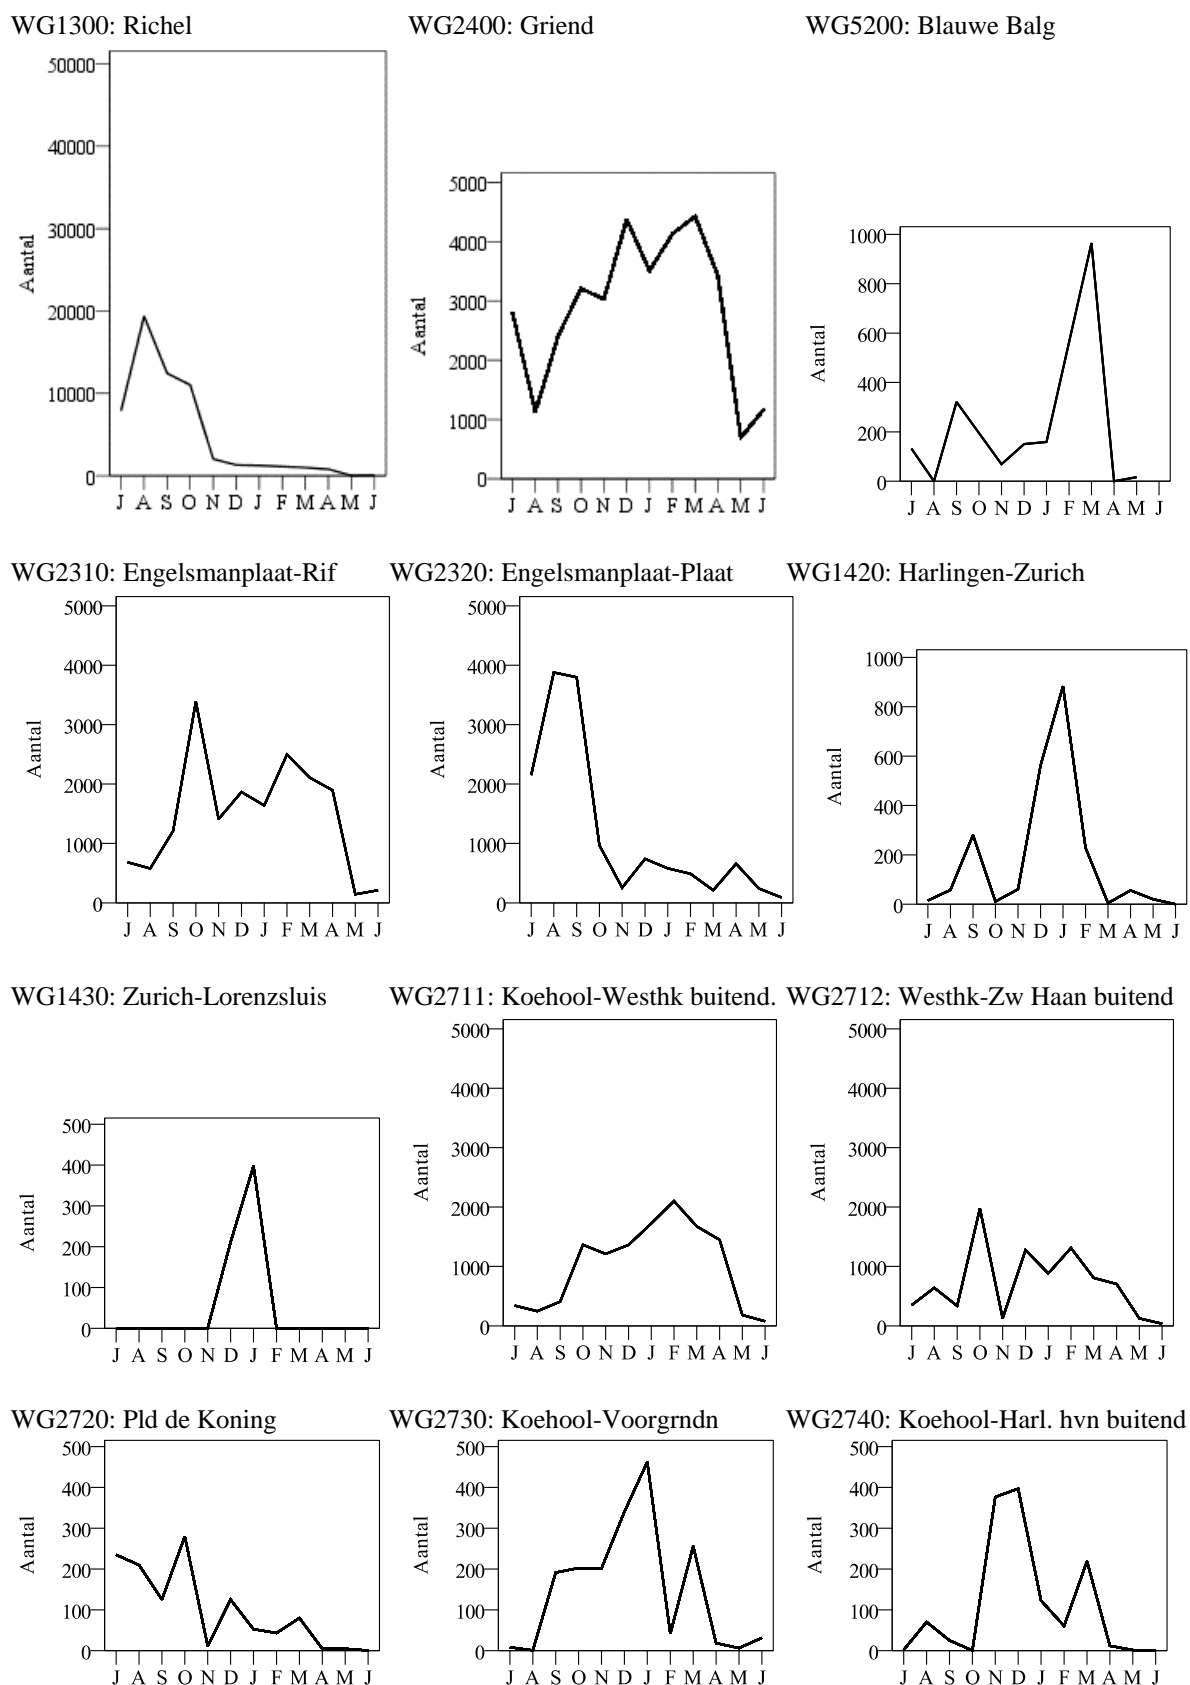 WG1300: Richel
50000
40000
30000
20000
10000
0
Aantal
J A S O N D J F M A M J
WG2400: Griend
5000
4000
3000
2000
1000
0
Aantal
J A S O N D J F M A M J
WG5200: Blauwe Balg
1000
800
600
400
200
0
Aantal
J A S O N D J F M A M J
WG2310: Engelsmanplaat-Rif
5000
4000
3000
2000
1000
0
Aantal
J A S O N D J F M A M J
WG2320: Engelsmanplaat-Plaat
5000
4000
3000
2000
1000
0
Aantal
J A S O N D J F M A M J
WG1420: Harlingen-Zurich
1000
800
600
400
200
0
Aantal
J A S O N D J F M A M J
WG1430: Zurich-Lorenzsluis
500
400
300
200
100
0
Aantal
J A S O N D J F M A M J
WG2711: Koehool-Westhk buitend.
5000
4000
3000
2000
1000
0
Aantal
J A S O N D J F M A M J
WG2712: Westhk-Zw Haan buitend
5000
4000
3000
2000
1000
0
Aantal
J A S O N D J F M A M J
WG2720: Pld de Koning
500
400
300
200
100
0
Aantal
J A S O N D J F M A M J
WG2730: Koehool-Voorgrndn
500
400
300
200
100
0
Aantal
J A S O N D J F M A M J
WG2740: Koehool-Harl. hvn buitend
500
400
300
200
100
0
Aantal
J A S O N D J F M A M J